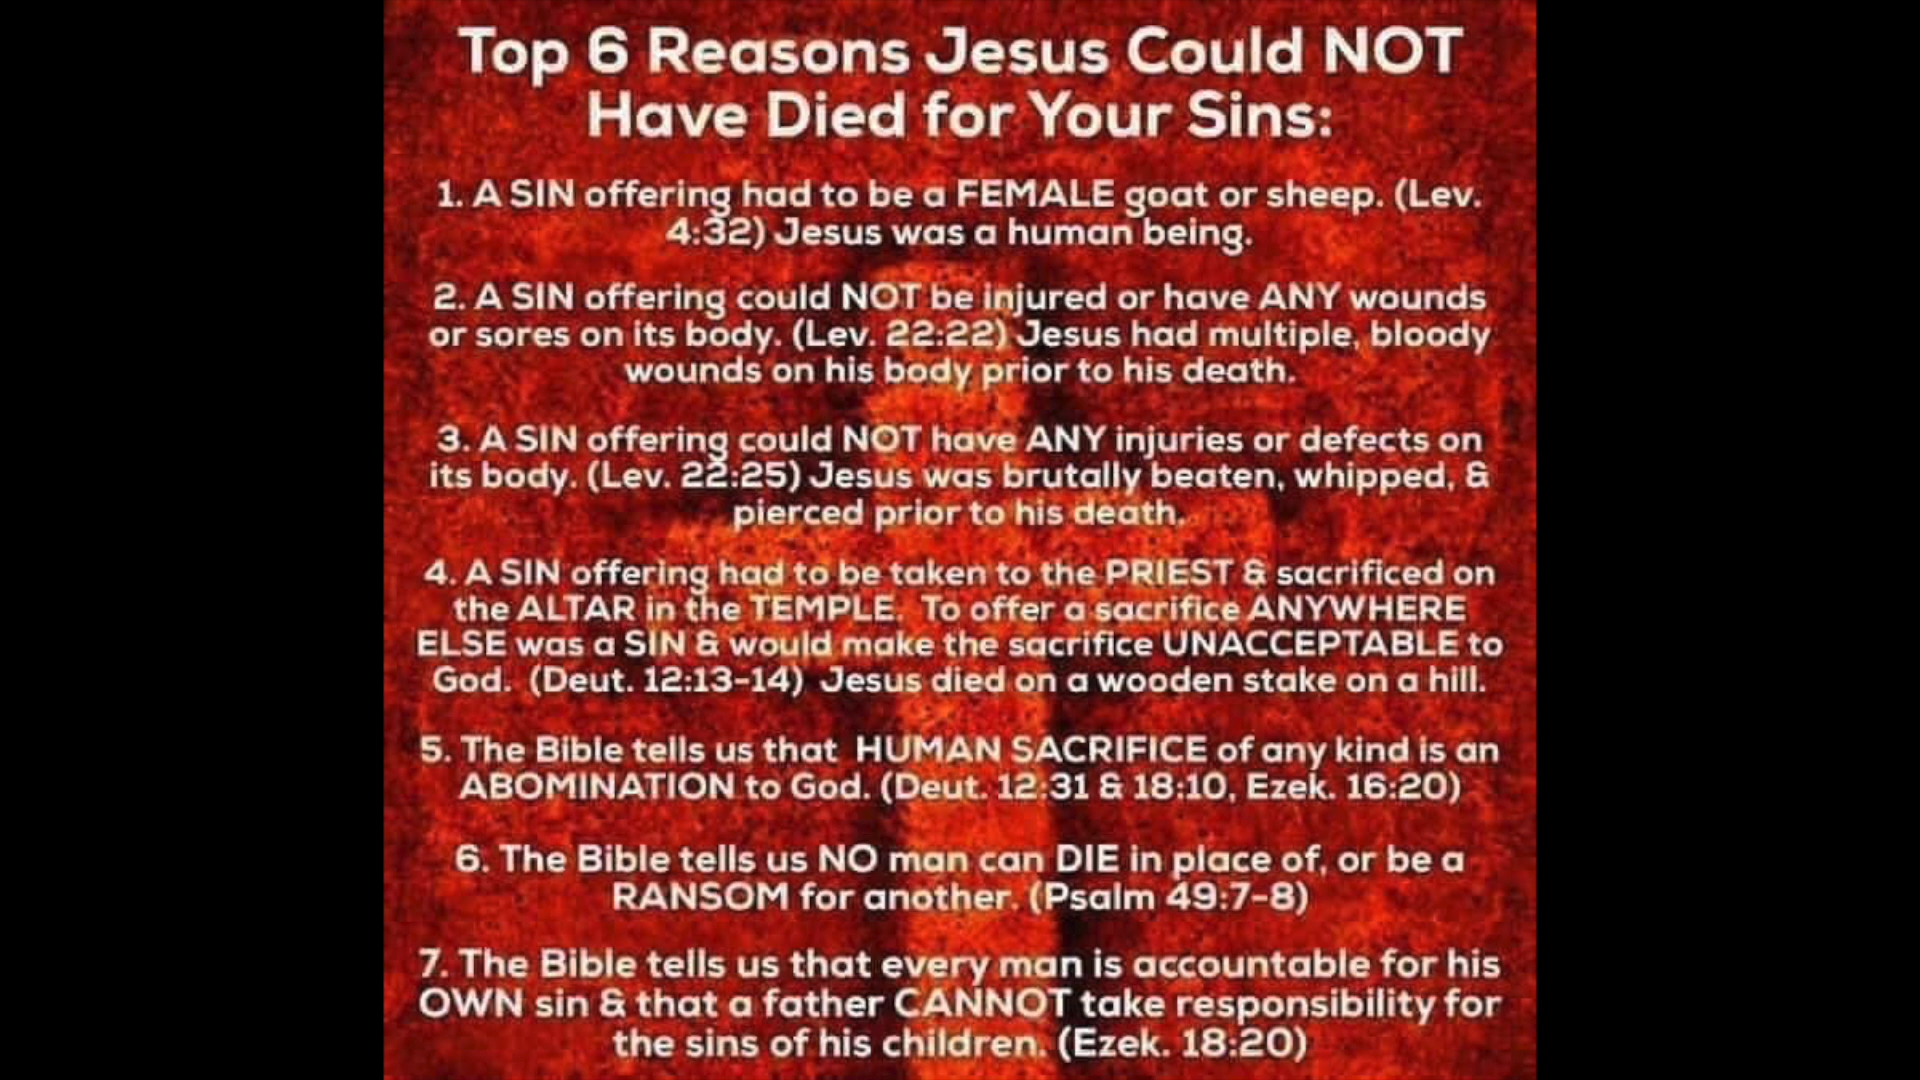 Top 6 Reasons Jesus Could NOT
Have Died for Your Sins:
1. A SIN offering had to be a FEMALE goat or sheep. (Lev.
4:32) Jesus was a human being.
2. A SIN offering could NOT be injured or have ANY wounds
or sores on its body. (Lev. 22:22) Jesus had multiple, bloody
wounds on his body prior to his death.
3. A SIN offering could NOT have ANY injuries or defects on
its body. (Lev. 22:25) Jesus was brutally beaten, whipped, &
pierced prior to his death.
4. A SIN offering had to be taken to the PRIEST & sacrificed on
the ALTAR in the TEMPLE. To offer a sacrifice ANYWHERE
ELSE was a SIN & would make the sacrifice UNACCEPTABLE to
God. (Deut. 12:13-14) Jesus died on a wooden stake on a hill.
5. The Bible tells us that HUMAN SACRIFICE of any kind is an
ABOMINATION to God. (Deut. 12:31 & 18:10, Ezek. 16:20)
6. The Bible tells us NO man can DIE in place of, or be a
RANSOM for another. (Psalm 49:7-8)
7. The Bible tells us that every man is accountable for his
OWN sin & that a father CANNOT take responsibility for
the sins of his children. (Ezek. 18:20)